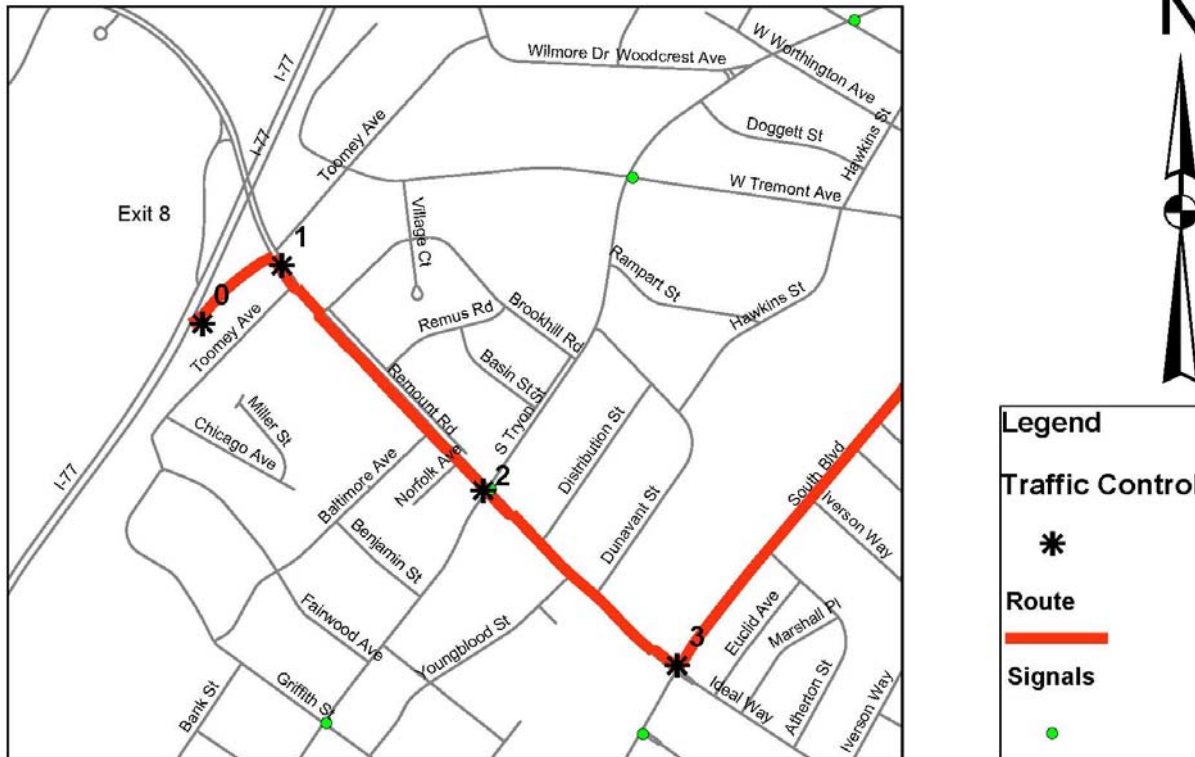 I-77
Wilmore Dr
Woodcrest Ave
W Worthington Ave
N
I-77
Toomey Ave
Doggett St
Hawkins St
Exit 8
Village Ct
W Tremont Ave
1
Rampart St
0
Toomey Ave
Remus Rd
Brookhill Rd
Hawkins St
Basin St
St
Remount Rd
S Tryon
Miller St
Chicago Ave
Distribution St
I-77
Baltimore Ave
Norfolk Ave
2
South Blvd
Iverson Way
Benjamin St
Dunavant St
Fairwood Ave
Youngblood St
Euclid Ave
Marshall Pl
3
Griffith St
Bank St
Ideal Way
Atherton St
Iverson Way
Legend
Traffic Control
Route
Signals